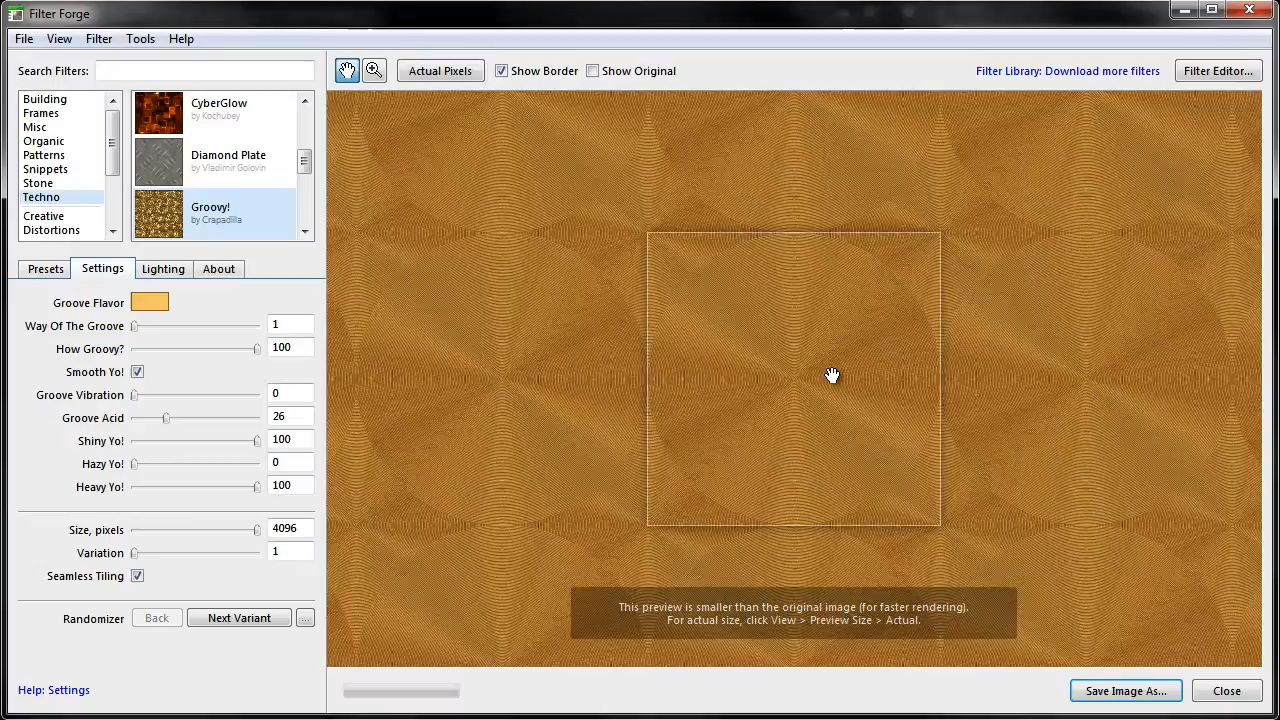 Filter Forge
File View Filter Tools Help
Search Filters:
Actual Pixels Show Border Show Original Filter Library: Download more filters Filter Editor...
Building
Frames
Misc
Organic
Patterns
Snippets
Stone
Techno
Creative
Distortions
CyberGlow
by Kochubey
Diamond Plate
by Vladimir Golovin
Groovy!
by Crapadilla
Presets Settings Lighting About
Groove Flavor
Way Of The Groove 1
How Groovy? 100
Smooth Yo!
Groove Vibration 0
Groove Acid 26
Shiny Yo! 100
Hazy Yo! 0
Heavy Yo! 100
Size, pixels 4096
Variation 1
Seamless Tiling
Randomizer Back Next Variant ...
This preview is smaller than the original image (for faster rendering).
For actual size, click View > Preview Size > Actual.
Help: Settings
Save Image As... Close